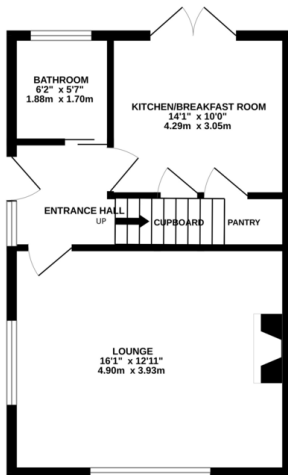 BATHROOM
6'2" x 5'7"
1.88m x 1.70m
KITCHEN/BREAKFAST ROOM
14'1" x 10'0"
4.29m x 3.05m
ENTRANCE HALL
UP
CUPBOARD
PANTRY
LOUNGE
16'1" x 12'11"
4.90m x 3.93m